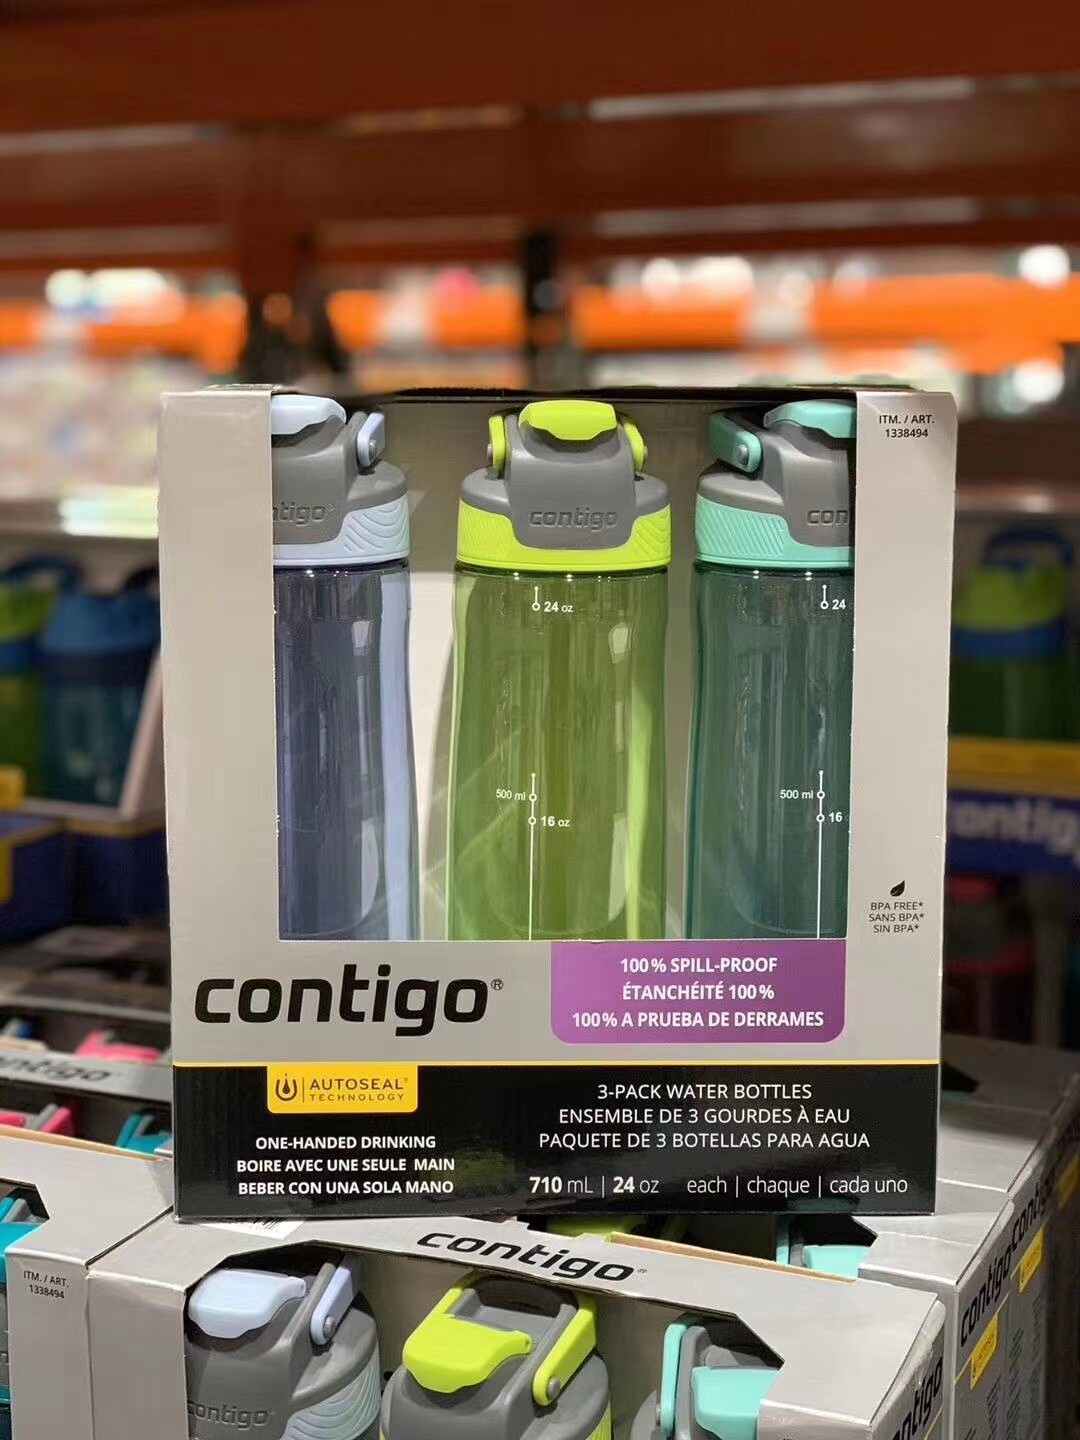 ITM. / ART.
1338494
contigo
24 oz
24
500 ml
16 oz
500 ml
16
BPA FREE*
SANS BPA*
SIN BPA*
contigo®
100% SPILL-PROOF
ÉTANCHÉITÉ 100%
100% A PRUEBA DE DERRAMES
AUTOSEAL®
TECHNOLOGY
ONE-HANDED DRINKING
BOIRE AVEC UNE SEULE MAIN
BEBER CON UNA SOLA MANO
3-PACK WATER BOTTLES
ENSEMBLE DE 3 GOURDES À EAU
PAQUETE DE 3 BOTELLAS PARA AGUA
710 mL | 24 oz each | chaque | cada uno
contigo®
ITM. / ART.
1338494
contigo
contigo
contigo
AUTOSEAL